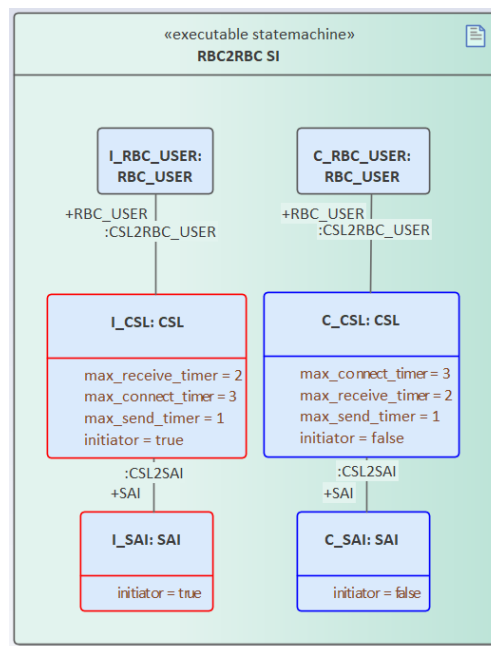 «executable statemachine»
RBC2RBC SI
I_RBC_USER:
RBC_USER
C_RBC_USER:
RBC_USER
+RBC_USER
:CSL2RBC_USER
+RBC_USER
:CSL2RBC_USER
I_CSL: CSL
max_receive_timer = 2
max_connect_timer = 3
max_send_timer = 1
initiator = true
C_CSL: CSL
max_connect_timer = 3
max_receive_timer = 2
max_send_timer = 1
initiator = false
:CSL2SAI
+SAI
:CSL2SAI
+SAI
I_SAI: SAI
initiator = true
C_SAI: SAI
initiator = false